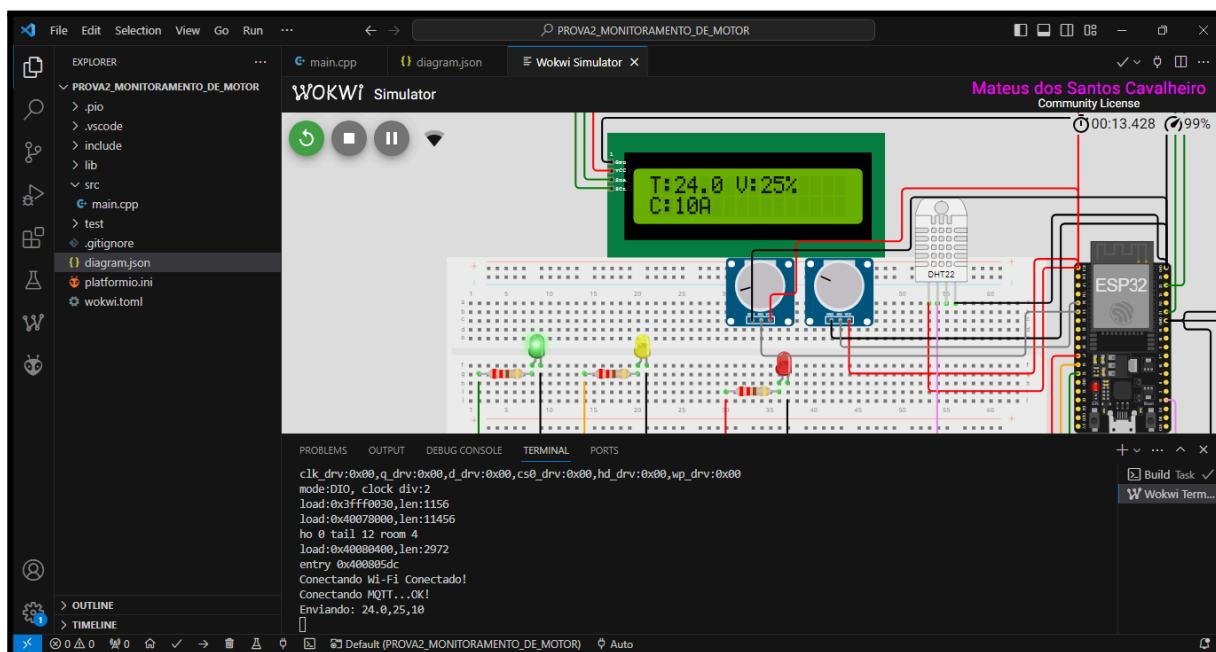 File Edit Selection View Go Run ···
PROVA2_MONITORAMENTO_DE_MOTOR
EXPLORER ···
PROVA2_MONITORAMENTO_DE_MOTOR
.pio
.vscode
include
lib
src
main.cpp
test
.gitignore
diagram.json
platformio.ini
wokwi.toml
OUTLINE
TIMELINE
main.cpp
{} diagram.json
Wokwi Simulator
WOKWi Simulator
Mateus dos Santos Cavalheiro
Community License
00:13.428 99%
T:24.0 V:25%
C:10A
DHT22
ESP32
PROBLEMS OUTPUT DEBUG CONSOLE TERMINAL PORTS
clk_drv:0x00,q_drv:0x00,d_drv:0x00,cs0_drv:0x00,hd_drv:0x00,wp_drv:0x00
mode:DIO, clock div:2
load:0x3fff0030,len:1156
load:0x40078000,len:11456
ho 0 tail 12 room 4
load:0x40080400,len:2972
entry 0x400805dc
Conectando Wi-Fi Conectado!
Conectando MQTT...OK!
Enviando: 24.0,25,10
Build Task
Wokwi Term...
0 0 0 Default (PROVA2_MONITORAMENTO_DE_MOTOR) Auto